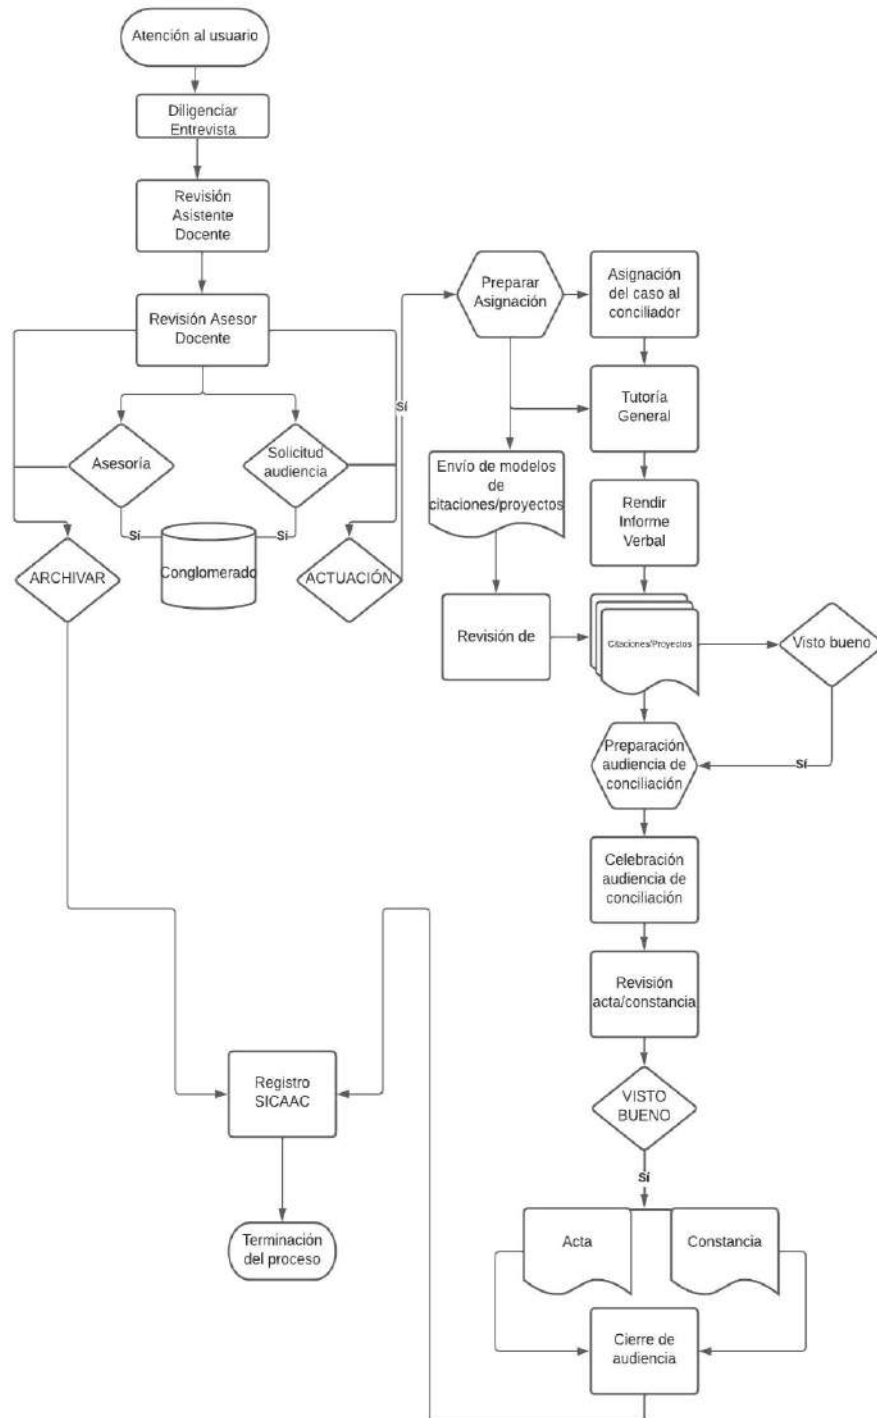 Atención al usuario
Diligenciar
Entrevista
Revisión
Asistente
Docente
Revisión Asesor
Docente
Asesoría
Solicitud
audiencia
Sí
Sí
Conglomerado
ARCHIVAR
ACTUACIÓN
Sí
Preparar
Asignación
Asignación
del caso al
conciliador
Tutoría
General
Envío de modelos
de
citaciones/proyectos
Rendir
Informe
Verbal
Revisión de
Citaciones/Proyectos
Visto bueno
Sí
Preparación
audiencia de
conciliación
Celebración
audiencia de
conciliación
Revisión
acta/constancia
VISTO
BUENO
Sí
Acta
Constancia
Cierre de
audiencia
Registro
SICAAC
Terminación
del proceso